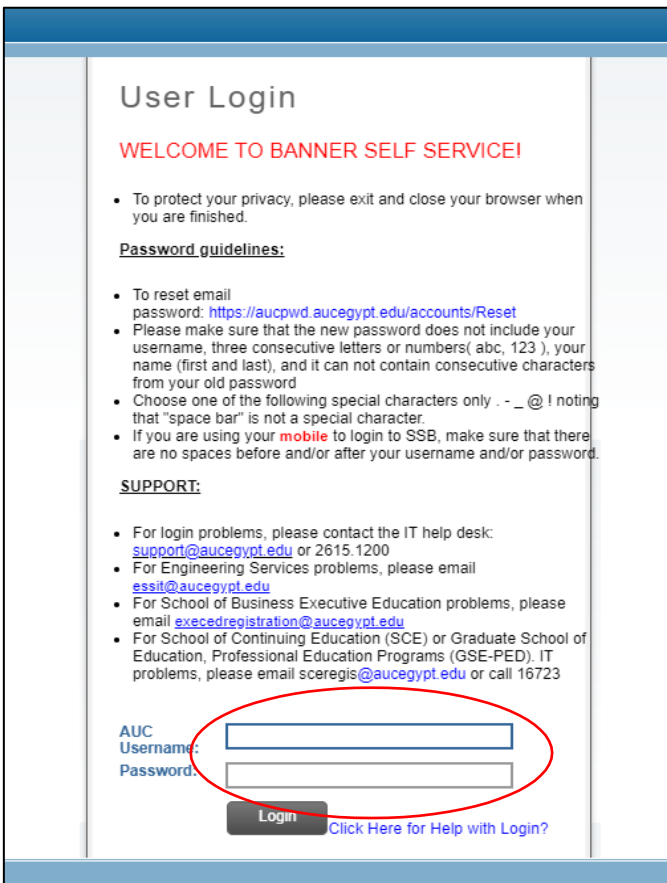 User Login
WELCOME TO BANNER SELF SERVICE!
• To protect your privacy, please exit and close your browser when
you are finished.
Password guidelines:
• To reset email
password: https://aucpwd.aucegypt.edu/accounts/Reset
• Please make sure that the new password does not include your
username, three consecutive letters or numbers( abc, 123 ), your
name (first and last), and it can not contain consecutive characters
from your old password
• Choose one of the following special characters only . - _ @ ! noting
that "space bar" is not a special character.
• If you are using your mobile to login to SSB, make sure that there
are no spaces before and/or after your username and/or password.
SUPPORT:
• For login problems, please contact the IT help desk:
support@aucegypt.edu or 2615.1200
• For Engineering Services problems, please email
essit@aucegypt.edu
• For School of Business Executive Education problems, please
email execedregistration@aucegypt.edu
• For School of Continuing Education (SCE) or Graduate School of
Education, Professional Education Programs (GSE-PED). IT
problems, please email sceregis@aucegypt.edu or call 16723
AUC
Username:
Password:
Login
Click Here for Help with Login?